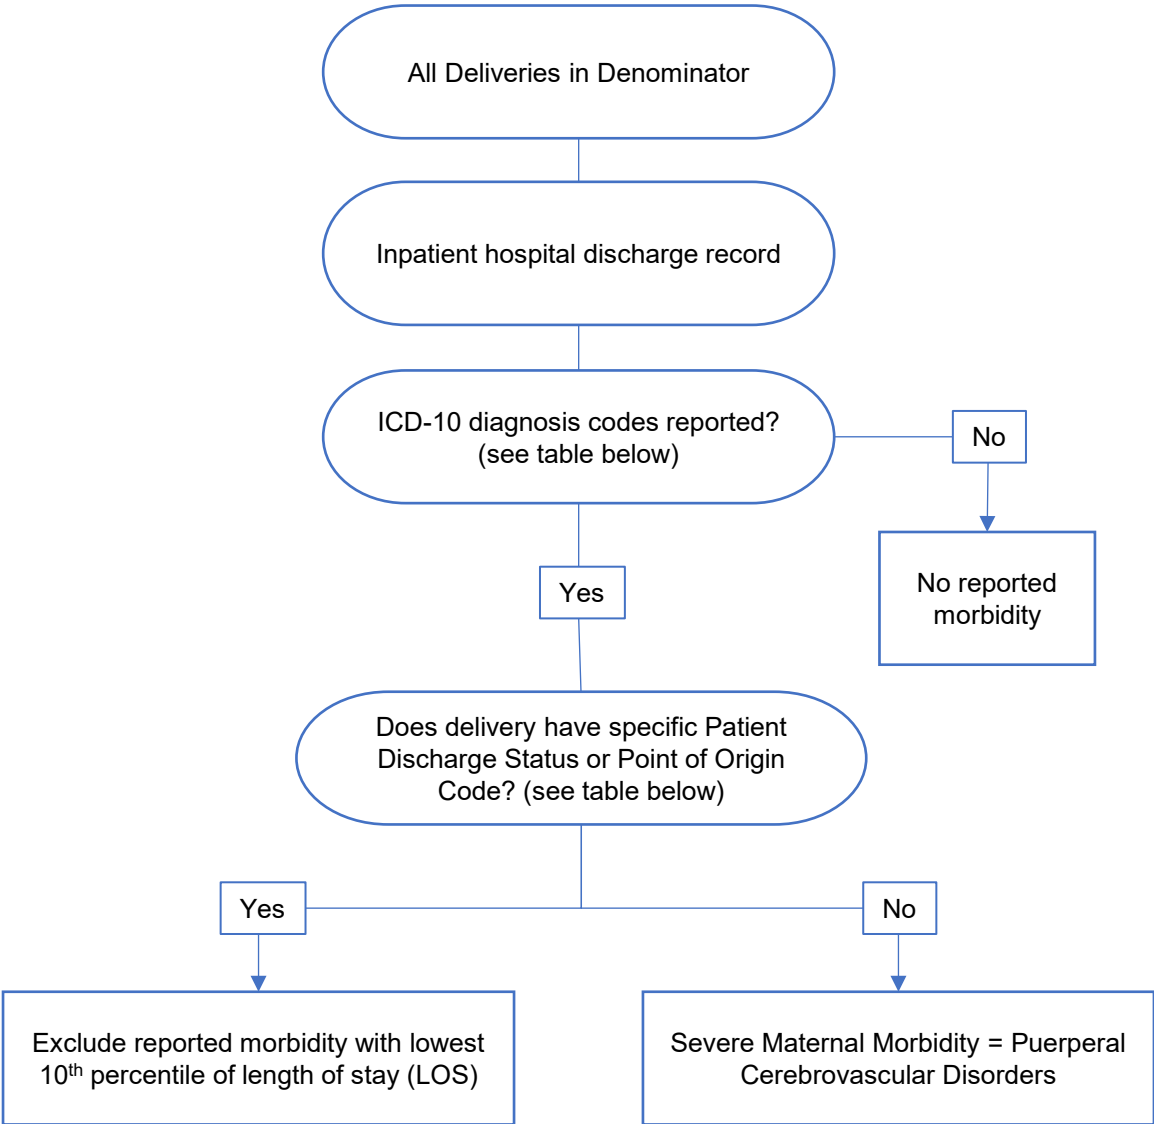 All Deliveries in Denominator
Inpatient hospital discharge record
ICD-10 diagnosis codes reported?
(see table below)
No
No reported
morbidity
Yes
Does delivery have specific Patient
Discharge Status or Point of Origin
Code? (see table below)
Yes
No
Exclude reported morbidity with lowest
10th percentile of length of stay (LOS)
Severe Maternal Morbidity = Puerperal
Cerebrovascular Disorders